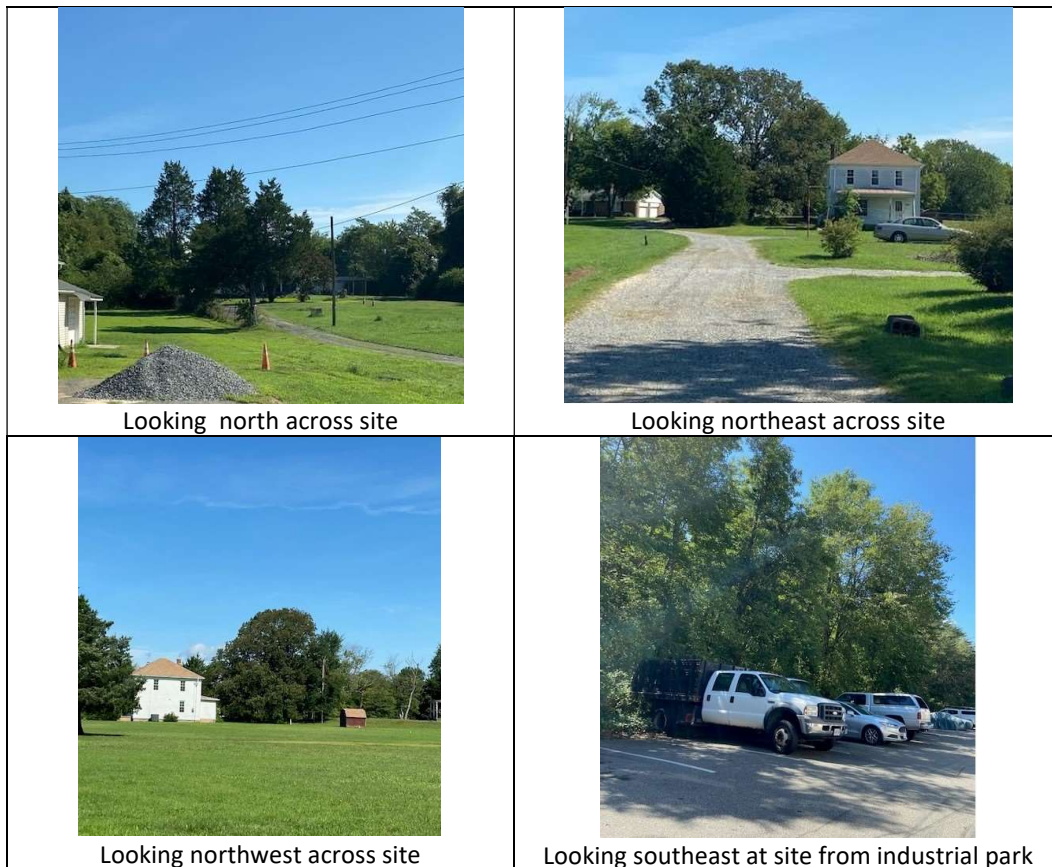 Looking north across site
Looking northeast across site
Looking northwest across site
Looking southeast at site from industrial park